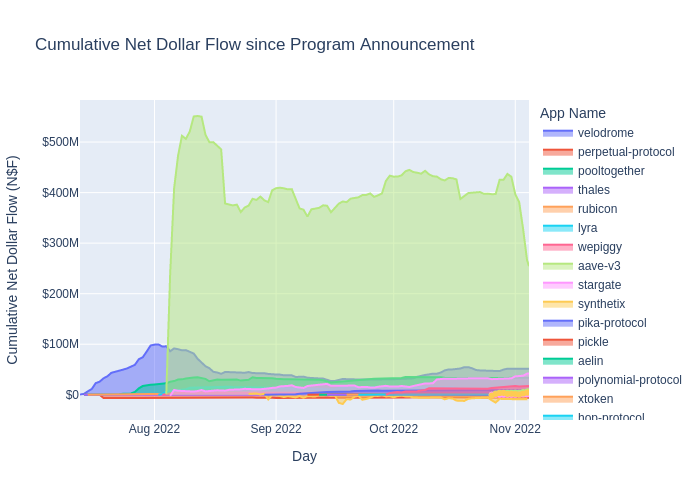 Cumulative Net Dollar Flow since Program Announcement
Cumulative Net Dollar Flow (N$F)
$500M
$400M
$300M
$200M
$100M
$0
Aug 2022
Sep 2022
Oct 2022
Nov 2022
Day
App Name
velodrome
perpetual-protocol
pooltogether
thales
rubicon
lyra
wepiggy
aave-v3
stargate
synthetix
pika-protocol
pickle
aelin
polynomial-protocol
xtoken
hop-protocol